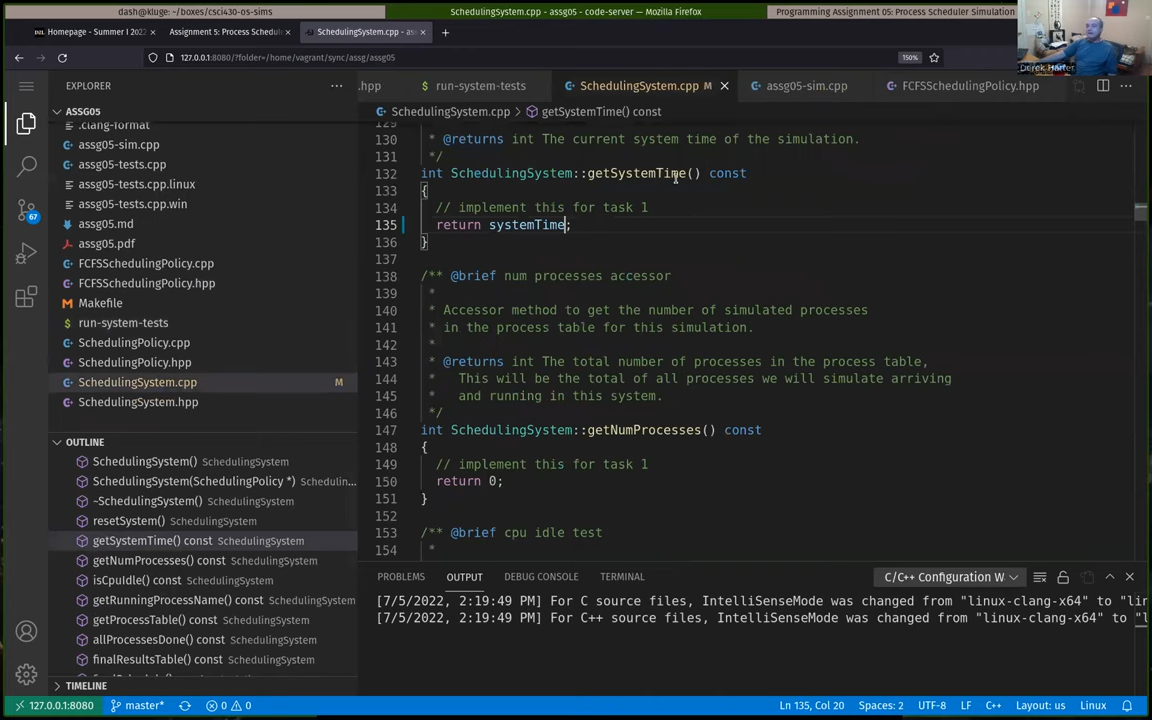 dash@kluge: ~/boxes/csci430-os-sims
SchedulingSystem.cpp - assg05 - code-server — Mozilla Firefox
Programming Assignment 05: Process Scheduler Simulation
Homepage - Summer I 2022
Assignment 5: Process Schedule
SchedulingSystem.cpp - ass
127.0.0.1:8080/?folder=/home/vagrant/sync/assg/assg05
150%
Derek Harter
EXPLORER
.hpp
run-system-tests
SchedulingSystem.cpp M
assg05-sim.cpp
FCFSSchedulingPolicy.hpp
ASSG05
SchedulingSystem.cpp > getSystemTime() const
.clang-format
assg05-sim.cpp
assg05-tests.cpp
assg05-tests.cpp.linux
assg05-tests.cpp.win
assg05.md
assg05.pdf
FCFSSchedulingPolicy.cpp
FCFSSchedulingPolicy.hpp
Makefile
run-system-tests
SchedulingPolicy.cpp
SchedulingPolicy.hpp
SchedulingSystem.cpp M
SchedulingSystem.hpp
67
OUTLINE
SchedulingSystem() SchedulingSystem
SchedulingSystem(SchedulingPolicy *) Schedulin...
~SchedulingSystem() SchedulingSystem
resetSystem() SchedulingSystem
getSystemTime() const SchedulingSystem
getNumProcesses() const SchedulingSystem
isCpuIdle() const SchedulingSystem
getRunningProcessName() const SchedulingSystem
getProcessTable() const SchedulingSystem
allProcessesDone() const SchedulingSystem
finalResultsTable() const SchedulingSystem
TIMELINE
129
130 * @returns int The current system time of the simulation.
131 */
132 int SchedulingSystem::getSystemTime() const
133 {
134 // implement this for task 1
135 return systemTime;
136 }
137
138 /** @brief num processes accessor
139 *
140 * Accessor method to get the number of simulated processes
141 * in the process table for this simulation.
142 *
143 * @returns int The total number of processes in the process table,
144 * This will be the total of all processes we will simulate arriving
145 * and running in this system.
146 */
147 int SchedulingSystem::getNumProcesses() const
148 {
149 // implement this for task 1
150 return 0;
151 }
152
153 /** @brief cpu idle test
154 *
PROBLEMS OUTPUT DEBUG CONSOLE TERMINAL
C/C++ Configuration W
[7/5/2022, 2:19:49 PM] For C source files, IntelliSenseMode was changed from "linux-clang-x64" to "lin
[7/5/2022, 2:19:49 PM] For C++ source files, IntelliSenseMode was changed from "linux-clang-x64" to "l
127.0.0.1:8080 master* 0 0
Ln 135, Col 20 Spaces: 2 UTF-8 LF C++ Layout: us Linux